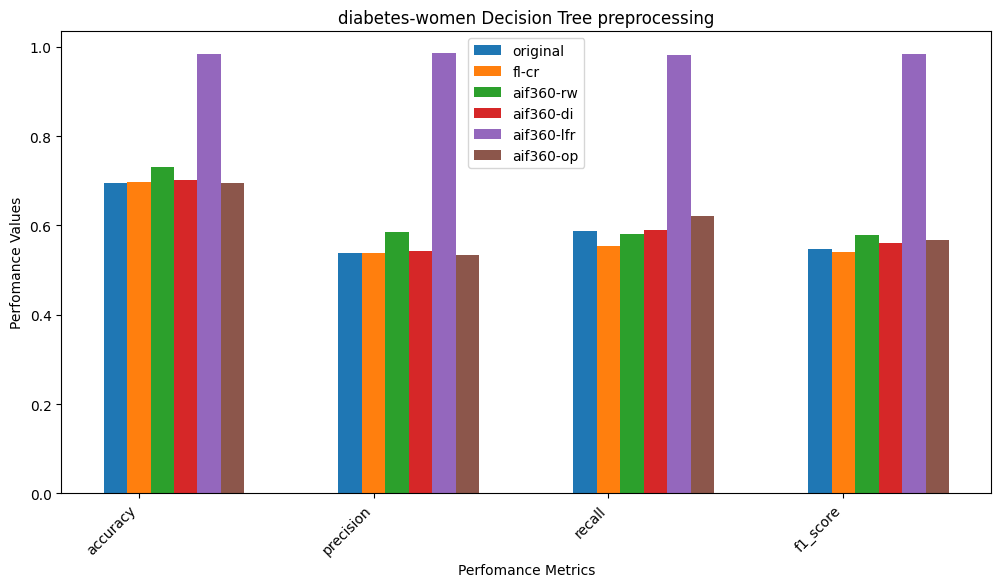 diabetes-women Decision Tree preprocessing
original
fl-cr
aif360-rw
aif360-di
aif360-lfr
aif360-op
Perfomance Values
1.0
0.8
0.6
0.4
0.2
0.0
accuracy
precision
recall
f1_score
Perfomance Metrics